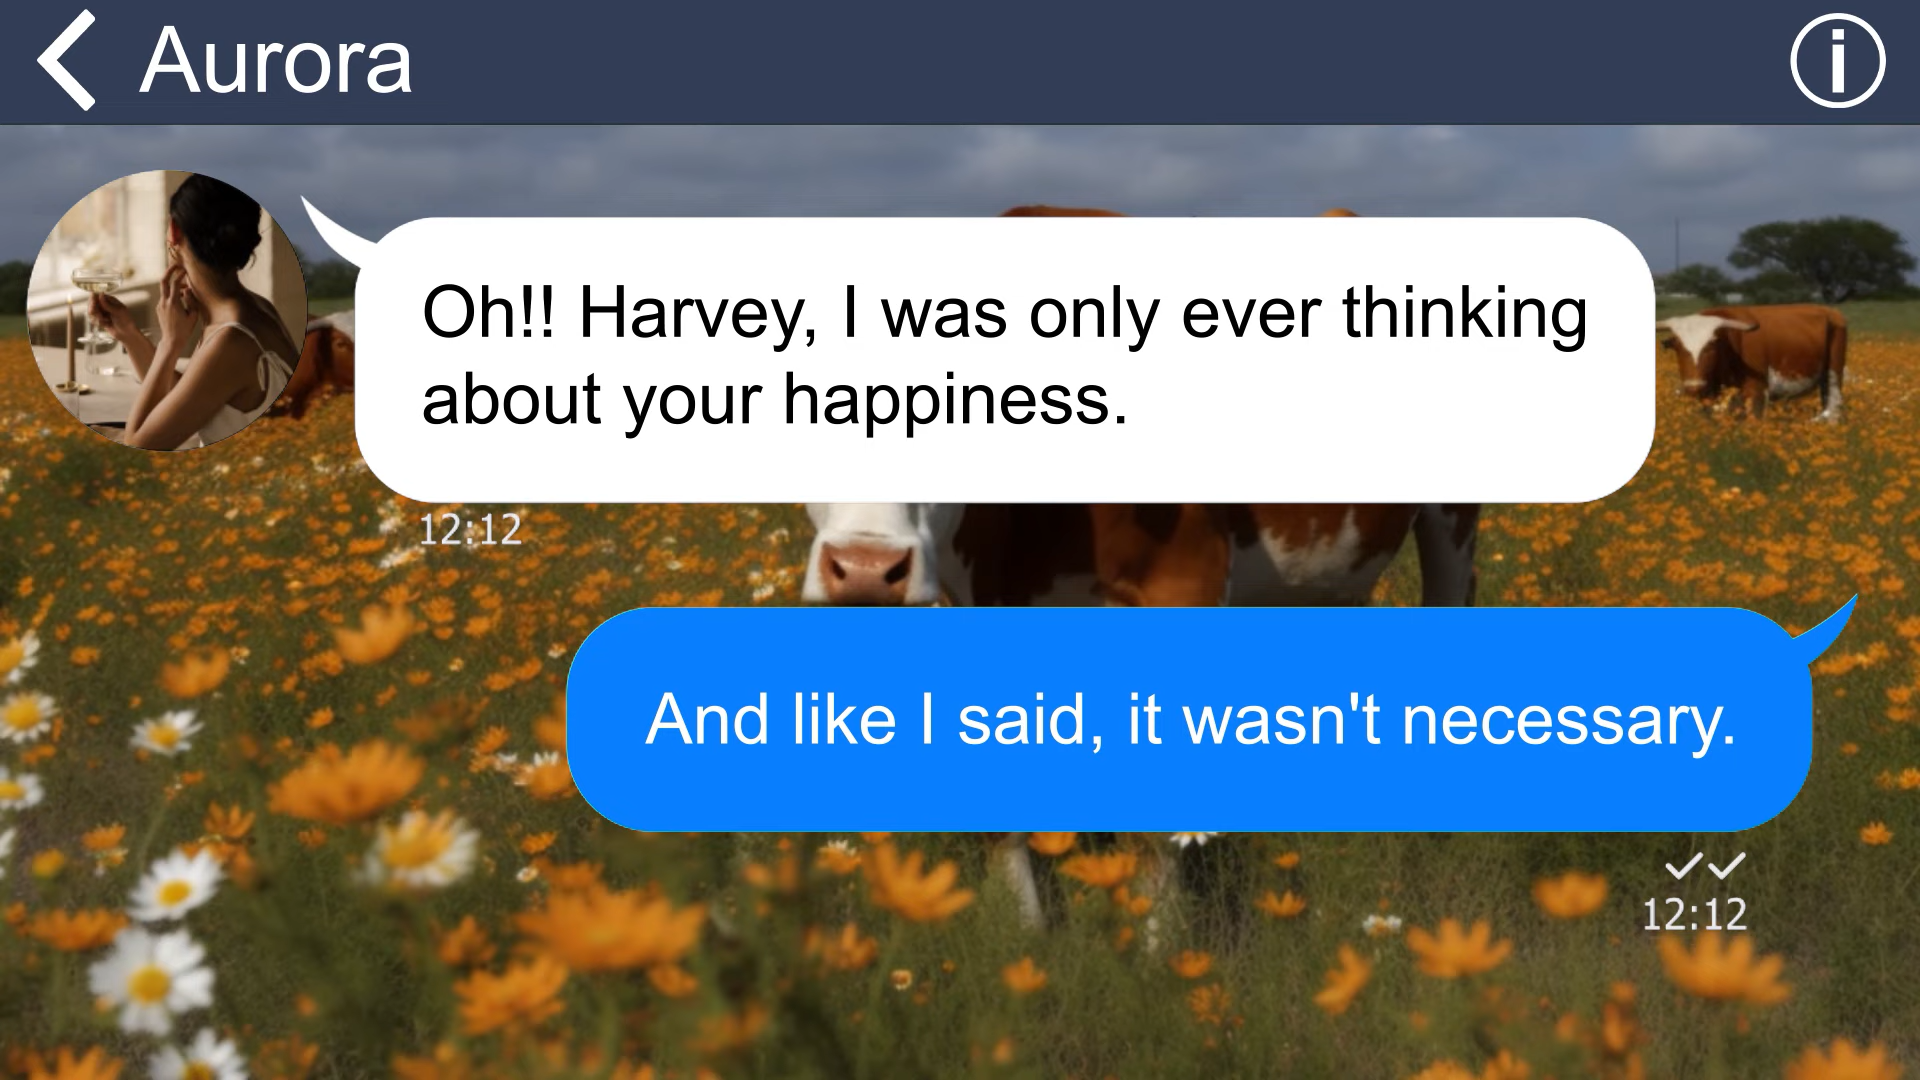 Aurora
Oh!! Harvey, I was only ever thinking
about your happiness.
12:12
And like I said, it wasn't necessary.
12:12